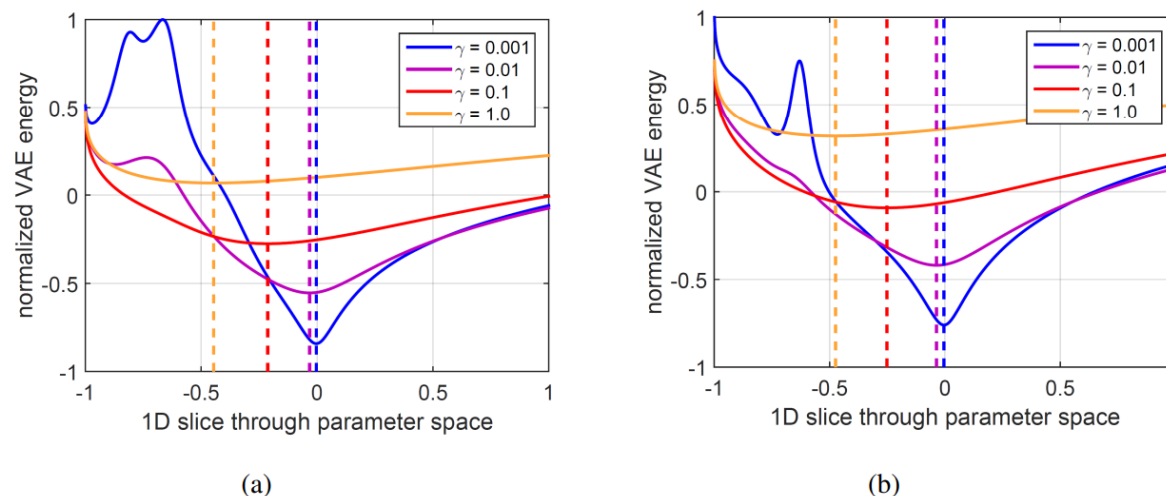 normalized VAE energy
1
0.5
0
-0.5
-1
-1
-0.5
0
0.5
1
1D slice through parameter space
γ = 0.001
γ = 0.01
γ = 0.1
γ = 1.0
(a)
normalized VAE energy
1
0.5
0
-0.5
-1
-1
-0.5
0
0.5
1D slice through parameter space
γ = 0.001
γ = 0.01
γ = 0.1
γ = 1.0
(b)